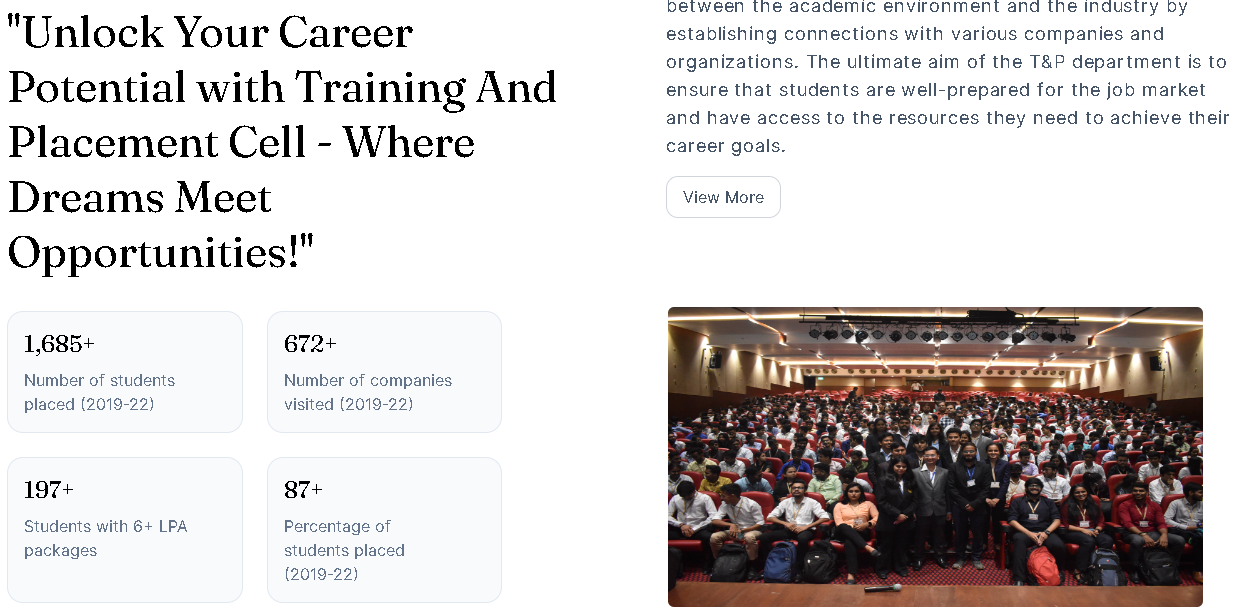 "Unlock Your Career
Potential with Training And
Placement Cell - Where
Dreams Meet
Opportunities!"
between the academic environment and the industry by
establishing connections with various companies and
organizations. The ultimate aim of the T&P department is to
ensure that students are well-prepared for the job market
and have access to the resources they need to achieve their
career goals.
View More
1,685+
Number of students
placed (2019-22)
672+
Number of companies
visited (2019-22)
197+
Students with 6+ LPA
packages
87+
Percentage of
students placed
(2019-22)